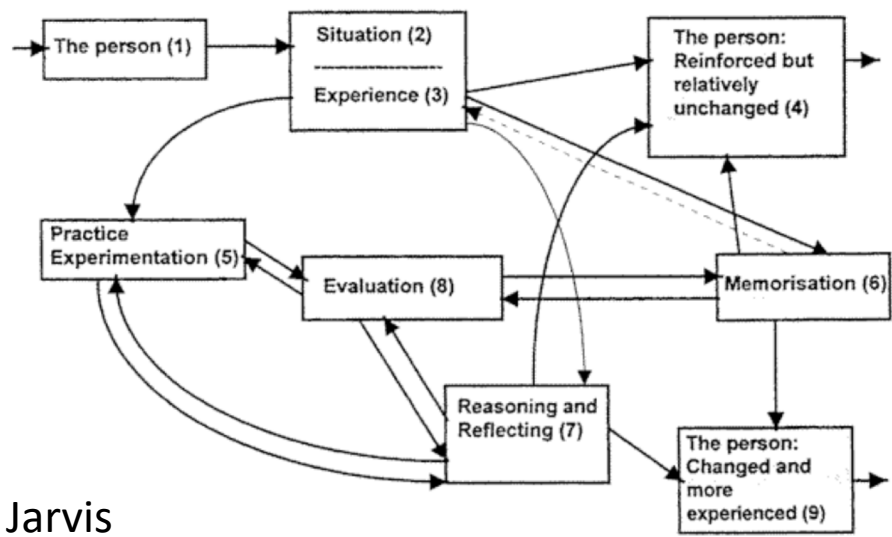 The person (1)
Situation (2)
Experience (3)
The person:
Reinforced but
relatively
unchanged (4)
Practice
Experimentation (5)
Evaluation (8)
Memorisation (6)
Reasoning and
Reflecting (7)
The person:
Changed and
more
experienced (9)
Jarvis